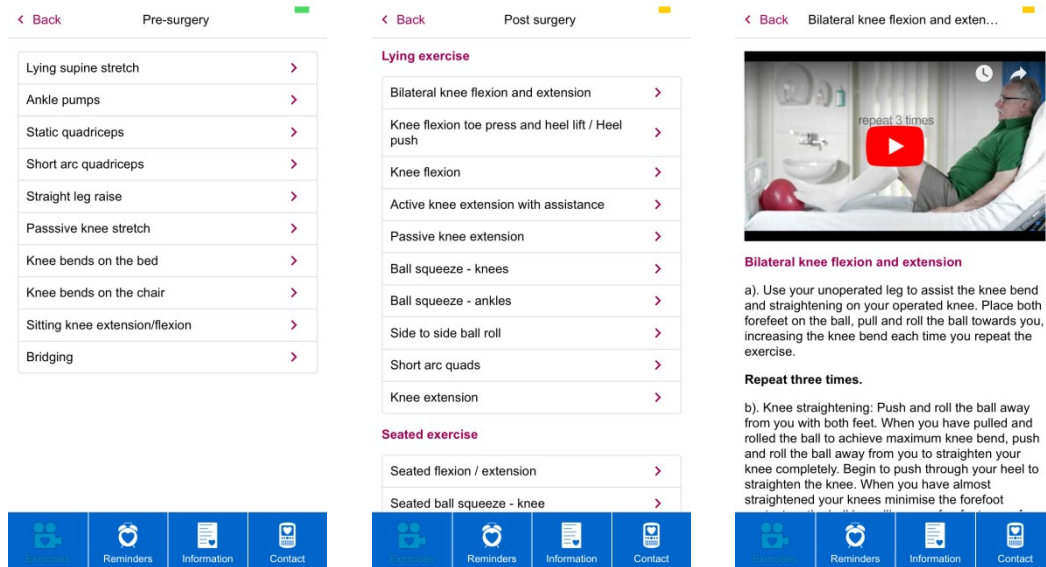 Back
Pre-surgery
Lying supine stretch
Ankle pumps
Static quadriceps
Short arc quadriceps
Straight leg raise
Passsive knee stretch
Knee bends on the bed
Knee bends on the chair
Sitting knee extension/flexion
Bridging
Exercises
Reminders
Information
Contact
Back
Post surgery
Lying exercise
Bilateral knee flexion and extension
Knee flexion toe press and heel lift / Heel
push
Knee flexion
Active knee extension with assistance
Passive knee extension
Ball squeeze - knees
Ball squeeze - ankles
Side to side ball roll
Short arc quads
Knee extension
Seated exercise
Seated flexion / extension
Seated ball squeeze - knee
Exercises
Reminders
Information
Contact
Back
Bilateral knee flexion and exten…
repeat 3 times
Bilateral knee flexion and extension
a). Use your unoperated leg to assist the knee bend
and straightening on your operated knee. Place both
forefeet on the ball, pull and roll the ball towards you,
increasing the knee bend each time you repeat the
exercise.
Repeat three times.
b). Knee straightening: Push and roll the ball away
from you with both feet. When you have pulled and
rolled the ball to achieve maximum knee bend, push
and roll the ball away from you to straighten your
knee completely. Begin to push through your heel to
straighten the knee. When you have almost
straightened your knees minimise the forefoot
Exercises
Reminders
Information
Contact